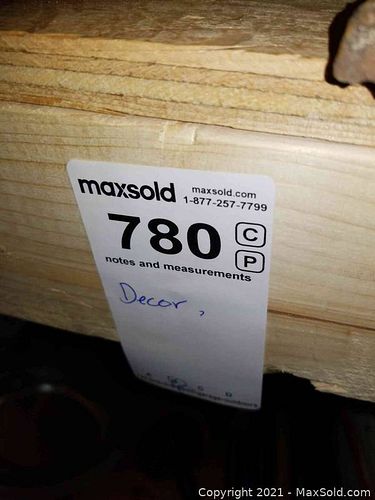 maxsold maxsold.com
1-877-257-7799
780 C
P
notes and measurements
Decor,
Copyright 2021 - MaxSold.com